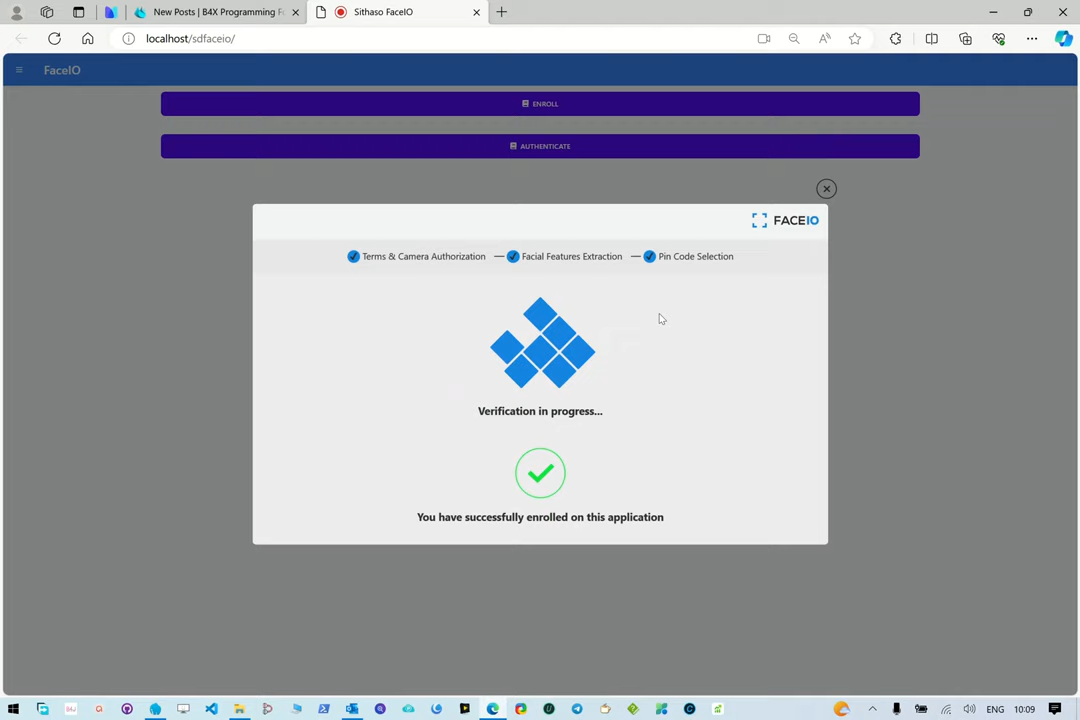 New Posts | B4X Programming Fo
Sithaso FaceIO
localhost/sdfaceio/
FaceIO
ENROLL
AUTHENTICATE
FACEIO
Terms & Camera Authorization — Facial Features Extraction — Pin Code Selection
Verification in progress...
You have successfully enrolled on this application
ENG 10:09